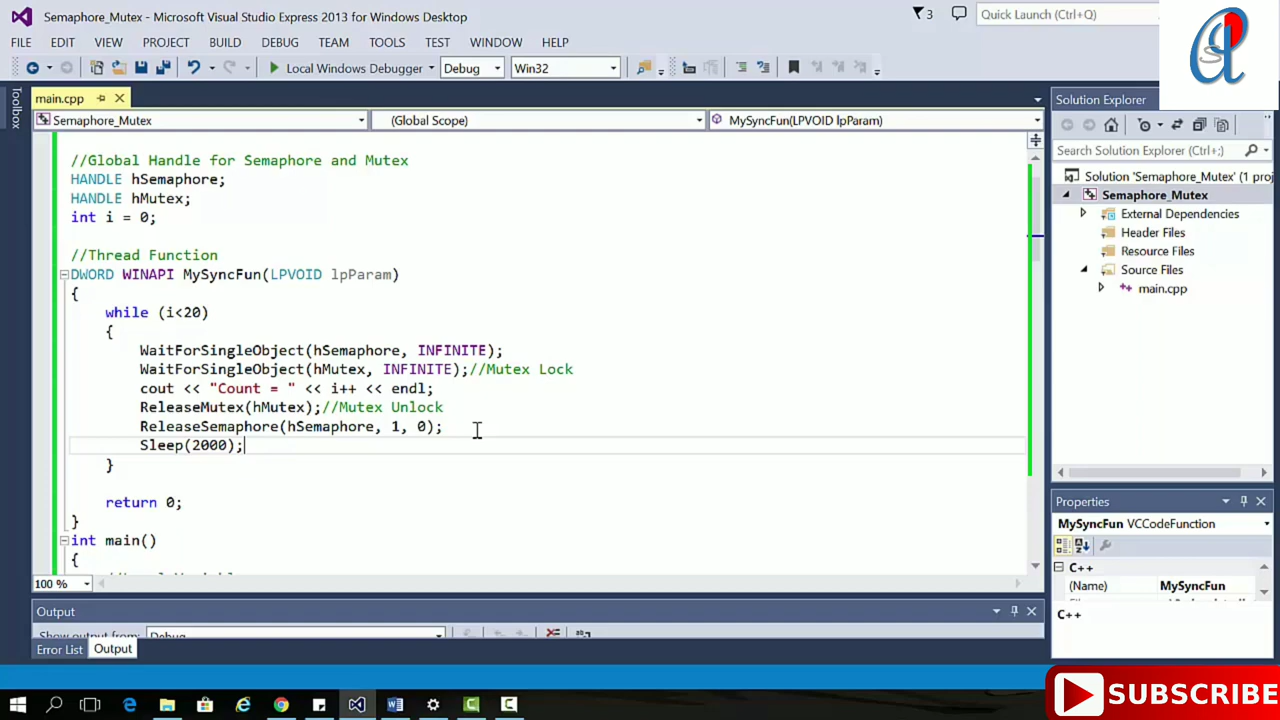 Semaphore_Mutex - Microsoft Visual Studio Express 2013 for Windows Desktop
3
Quick Launch (Ctrl+Q)
FILE EDIT VIEW PROJECT BUILD DEBUG TEAM TOOLS TEST WINDOW HELP
Local Windows Debugger Debug Win32
Toolbox
main.cpp
Semaphore_Mutex (Global Scope) MySyncFun(LPVOID lpParam)
//Global Handle for Semaphore and Mutex
HANDLE hSemaphore;
HANDLE hMutex;
int i = 0;
//Thread Function
DWORD WINAPI MySyncFun(LPVOID lpParam)
{
while (i<20)
{
WaitForSingleObject(hSemaphore, INFINITE);
WaitForSingleObject(hMutex, INFINITE);//Mutex Lock
cout << "Count = " << i++ << endl;
ReleaseMutex(hMutex);//Mutex Unlock
ReleaseSemaphore(hSemaphore, 1, 0);
Sleep(2000);
}
return 0;
}
int main()
{
100 %
Output
Show output from: Debug
Error List Output
Solution Explorer
Search Solution Explorer (Ctrl+;)
Solution 'Semaphore_Mutex' (1 proj
Semaphore_Mutex
External Dependencies
Header Files
Resource Files
Source Files
main.cpp
Properties
MySyncFun VCCodeFunction
C++
(Name) MySyncFun
C++
SUBSCRIBE